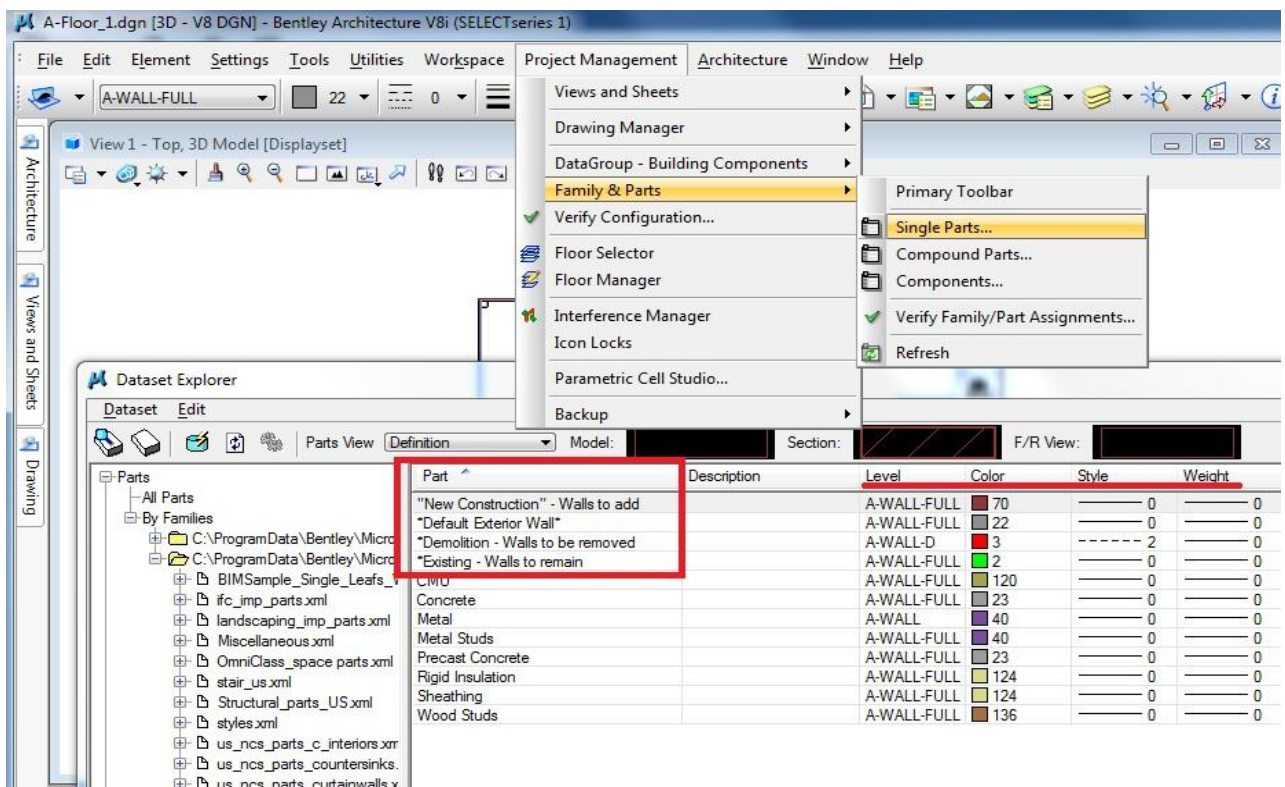 A-Floor_1.dgn [3D - V8 DGN] - Bentley Architecture V8i (SELECTseries 1)
File Edit Element Settings Tools Utilities Workspace Project Management Architecture Window Help
A-WALL-FULL 22 0
Views and Sheets
Drawing Manager
DataGroup - Building Components
Family & Parts
Verify Configuration...
Floor Selector
Floor Manager
Interference Manager
Icon Locks
Parametric Cell Studio...
Backup
Primary Toolbar
Single Parts...
Compound Parts...
Components...
Verify Family/Part Assignments...
Refresh
View 1 - Top, 3D Model [Displayset]
Architecture
Views and Sheets
Drawing
Dataset Explorer
Dataset Edit
Parts View Definition Model: Section: F/R View:
Parts
All Parts
By Families
C:\ProgramData\Bentley\Micro
C:\ProgramData\Bentley\Micro
BIMSample_Single_Leafs_
ifc_imp_parts.xml
landscaping_imp_parts.xml
Miscellaneous.xml
OmniClass_space parts.xml
stair_us.xml
Structural_parts_US.xml
styles.xml
us_ncs_parts_c_interiors.xm
us_ncs_parts_countersinks.
us_ncs_parts_curtainwalls.x
Part Description Level Color Style Weight
"New Construction" - Walls to add A-WALL-FULL 70 0 0
*Default Exterior Wall* A-WALL-FULL 22 0 0
*Demolition - Walls to be removed A-WALL-D 3 2 0
*Existing - Walls to remain A-WALL-FULL 2 0 0
CMU A-WALL-FULL 120 0 0
Concrete A-WALL-FULL 23 0 0
Metal A-WALL 40 0 0
Metal Studs A-WALL-FULL 40 0 0
Precast Concrete A-WALL-FULL 23 0 0
Rigid Insulation A-WALL-FULL 124 0 0
Sheathing A-WALL-FULL 124 0 0
Wood Studs A-WALL-FULL 136 0 0